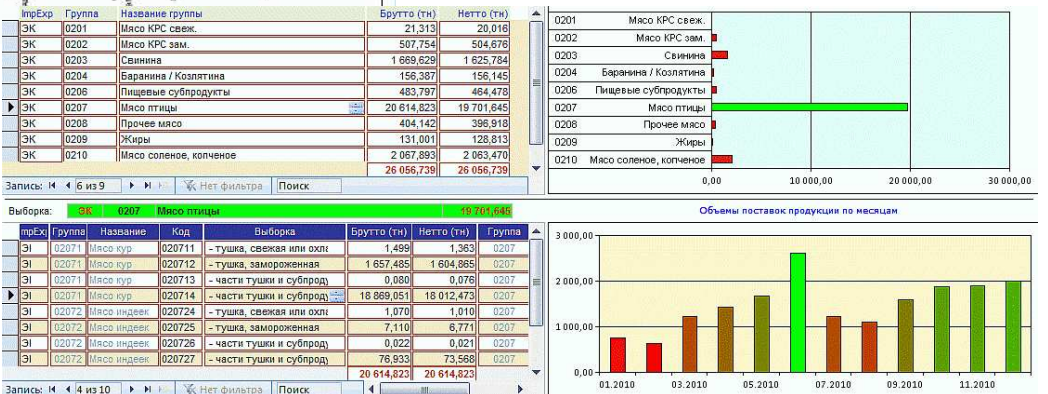 ImpExp Группа Название группы Брутто (тн) Нетто (тн)
ЭК 0201 Мясо КРС свеж. 21,313 20,016
ЭК 0202 Мясо КРС зам. 507,754 504,676
ЭК 0203 Свинина 1 669,629 1 625,784
ЭК 0204 Баранина / Козлятина 156,387 156,145
ЭК 0206 Пищевые субпродукты 483,797 464,478
ЭК 0207 Мясо птицы 20 614,823 19 701,645
ЭК 0208 Прочее мясо 404,142 396,918
ЭК 0209 Жиры 131,001 128,813
ЭК 0210 Мясо соленое, копченое 2 067,893 2 063,470
26 056,739 26 056,739
Запись: 6 из 9 Нет фильтра Поиск
0201 Мясо КРС свеж.
0202 Мясо КРС зам.
0203 Свинина
0204 Баранина / Козлятина
0206 Пищевые субпродукты
0207 Мясо птицы
0208 Прочее мясо
0209 Жиры
0210 Мясо соленое, копченое
0,00 10 000,00 20 000,00 30 000,00
Выборка: ЭК 0207 Мясо птицы 19 701,645
mpExp Группа Название Код Выборка Брутто (тн) Нетто (тн) Группа
ЭІ 02071 Мясо кур 020711 - тушка, свежая или охла 1,499 1,363 0207
ЭІ 02071 Мясо кур 020712 - тушка, замороженная 1 657,485 1 604,865 0207
ЭІ 02071 Мясо кур 020713 - части тушки и субпроду 0,080 0,076 0207
ЭІ 02071 Мясо кур 020714 - части тушки и субпроду 18 869,051 18 012,473 0207
ЭІ 02072 Мясо индеек 020724 - тушка, свежая или охла 1,070 1,010 0207
ЭІ 02072 Мясо индеек 020725 - тушка, замороженная 7,110 6,771 0207
ЭІ 02072 Мясо индеек 020726 - части тушки и субпроду 0,022 0,021 0207
ЭІ 02072 Мясо индеек 020727 - части тушки и субпроду 76,933 73,568 0207
20 614,823 20 614,823
Запись: 4 из 10 Нет фильтра Поиск
Объемы поставок продукции по месяцам
3 000,00
2 000,00
1 000,00
0,00
01.2010 03.2010 05.2010 07.2010 09.2010 11.2010